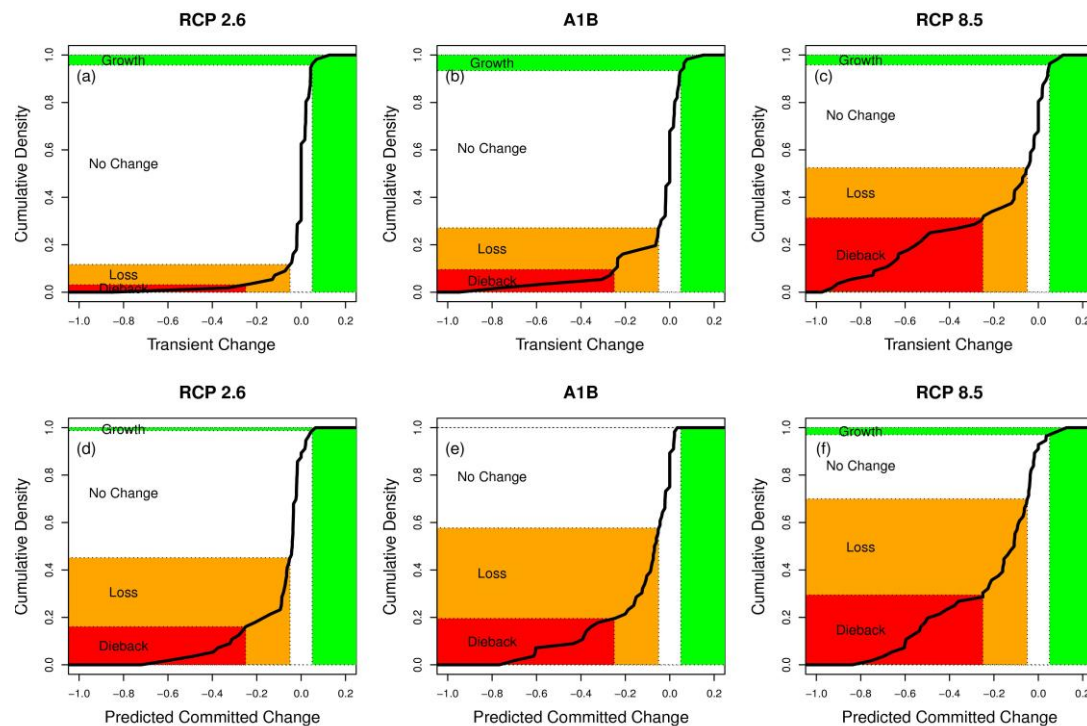 RCP 2.6
A1B
RCP 8.5
Cumulative Density
1.0
0.8
0.6
0.4
0.2
0.0
Growth
(a)
No Change
Loss
Dieback
−1.0 −0.8 −0.6 −0.4 −0.2 0.0 0.2
Transient Change
Cumulative Density
1.0
0.8
0.6
0.4
0.2
0.0
Growth
(b)
No Change
Loss
Dieback
−1.0 −0.8 −0.6 −0.4 −0.2 0.0 0.2
Transient Change
Cumulative Density
1.0
0.8
0.6
0.4
0.2
0.0
Growth
(c)
No Change
Loss
Dieback
−1.0 −0.8 −0.6 −0.4 −0.2 0.0 0.2
Transient Change
RCP 2.6
A1B
RCP 8.5
Cumulative Density
1.0
0.8
0.6
0.4
0.2
0.0
Growth
(d)
No Change
Loss
Dieback
−1.0 −0.8 −0.6 −0.4 −0.2 0.0 0.2
Predicted Committed Change
Cumulative Density
1.0
0.8
0.6
0.4
0.2
0.0
(e)
No Change
Loss
Dieback
−1.0 −0.8 −0.6 −0.4 −0.2 0.0 0.2
Predicted Committed Change
Cumulative Density
1.0
0.8
0.6
0.4
0.2
0.0
Growth
(f)
No Change
Loss
Dieback
−1.0 −0.8 −0.6 −0.4 −0.2 0.0 0.2
Predicted Committed Change